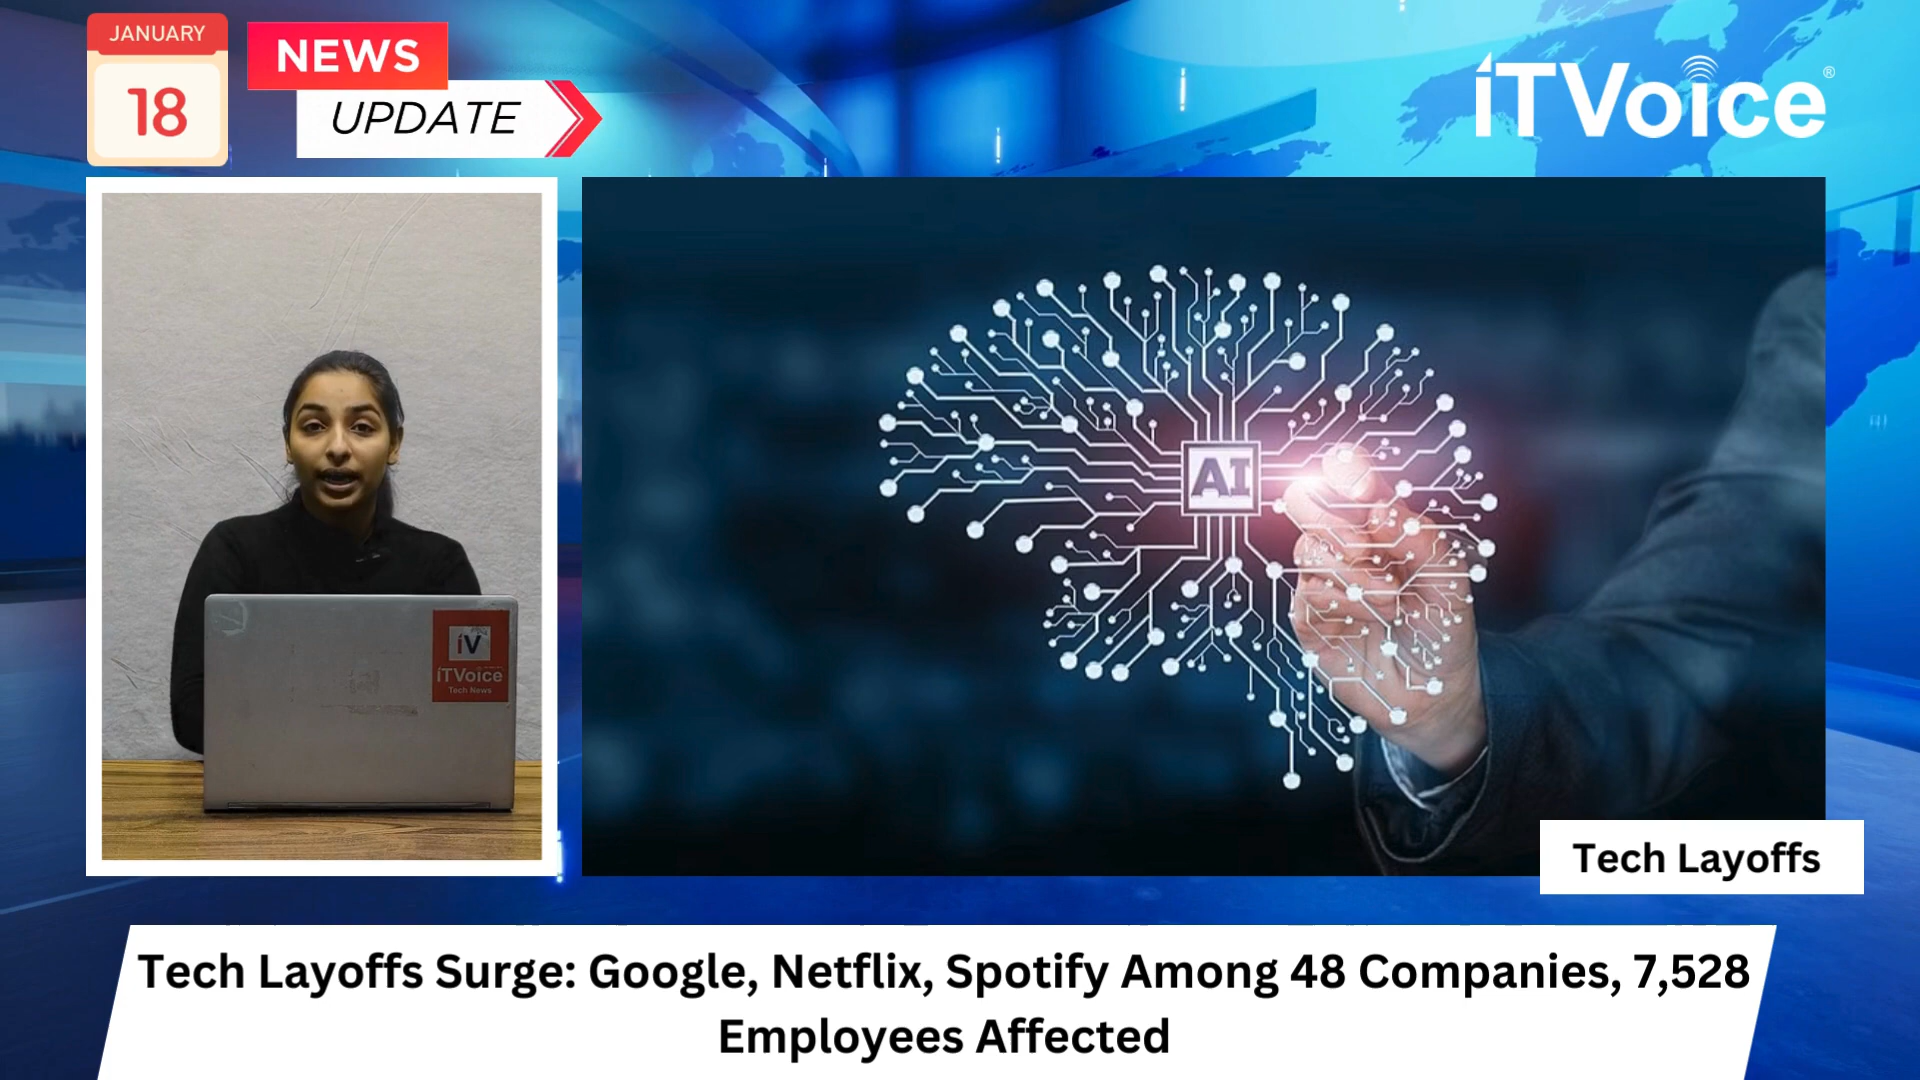 JANUARY
18
NEWS
UPDATE
iTVoice®
AI
iV
iTVoice
Tech News
Tech Layoffs
Tech Layoffs Surge: Google, Netflix, Spotify Among 48 Companies, 7,528
Employees Affected